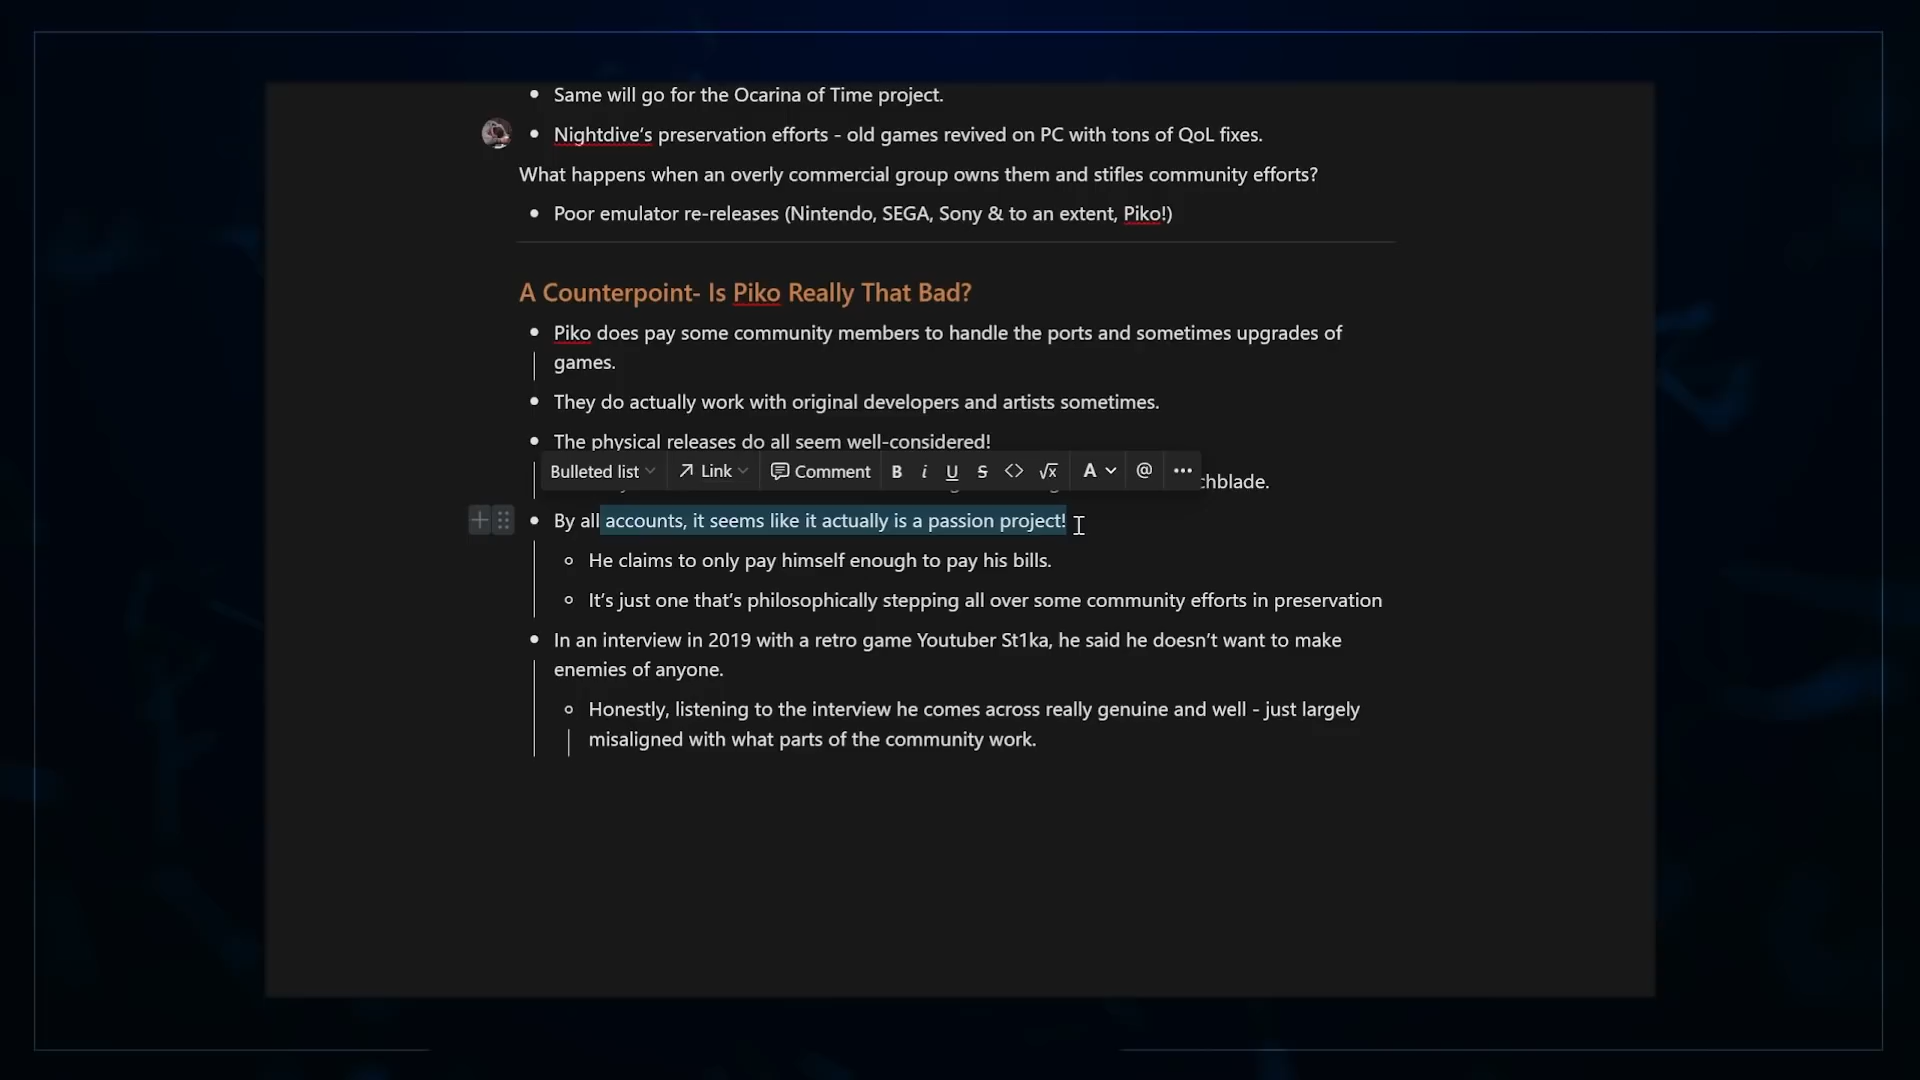 Same will go for the Ocarina of Time project.
Nightdive's preservation efforts - old games revived on PC with tons of QoL fixes.
What happens when an overly commercial group owns them and stifles community efforts?
Poor emulator re-releases (Nintendo, SEGA, Sony & to an extent, Piko!)
A Counterpoint- Is Piko Really That Bad?
Piko does pay some community members to handle the ports and sometimes upgrades of
games.
They do actually work with original developers and artists sometimes.
The physical releases do all seem well-considered!
Bulleted list Link Comment B i U S <> √x A @ •••
chblade.
By all accounts, it seems like it actually is a passion project!
He claims to only pay himself enough to pay his bills.
It's just one that's philosophically stepping all over some community efforts in preservation
In an interview in 2019 with a retro game Youtuber St1ka, he said he doesn't want to make
enemies of anyone.
Honestly, listening to the interview he comes across really genuine and well - just largely
misaligned with what parts of the community work.